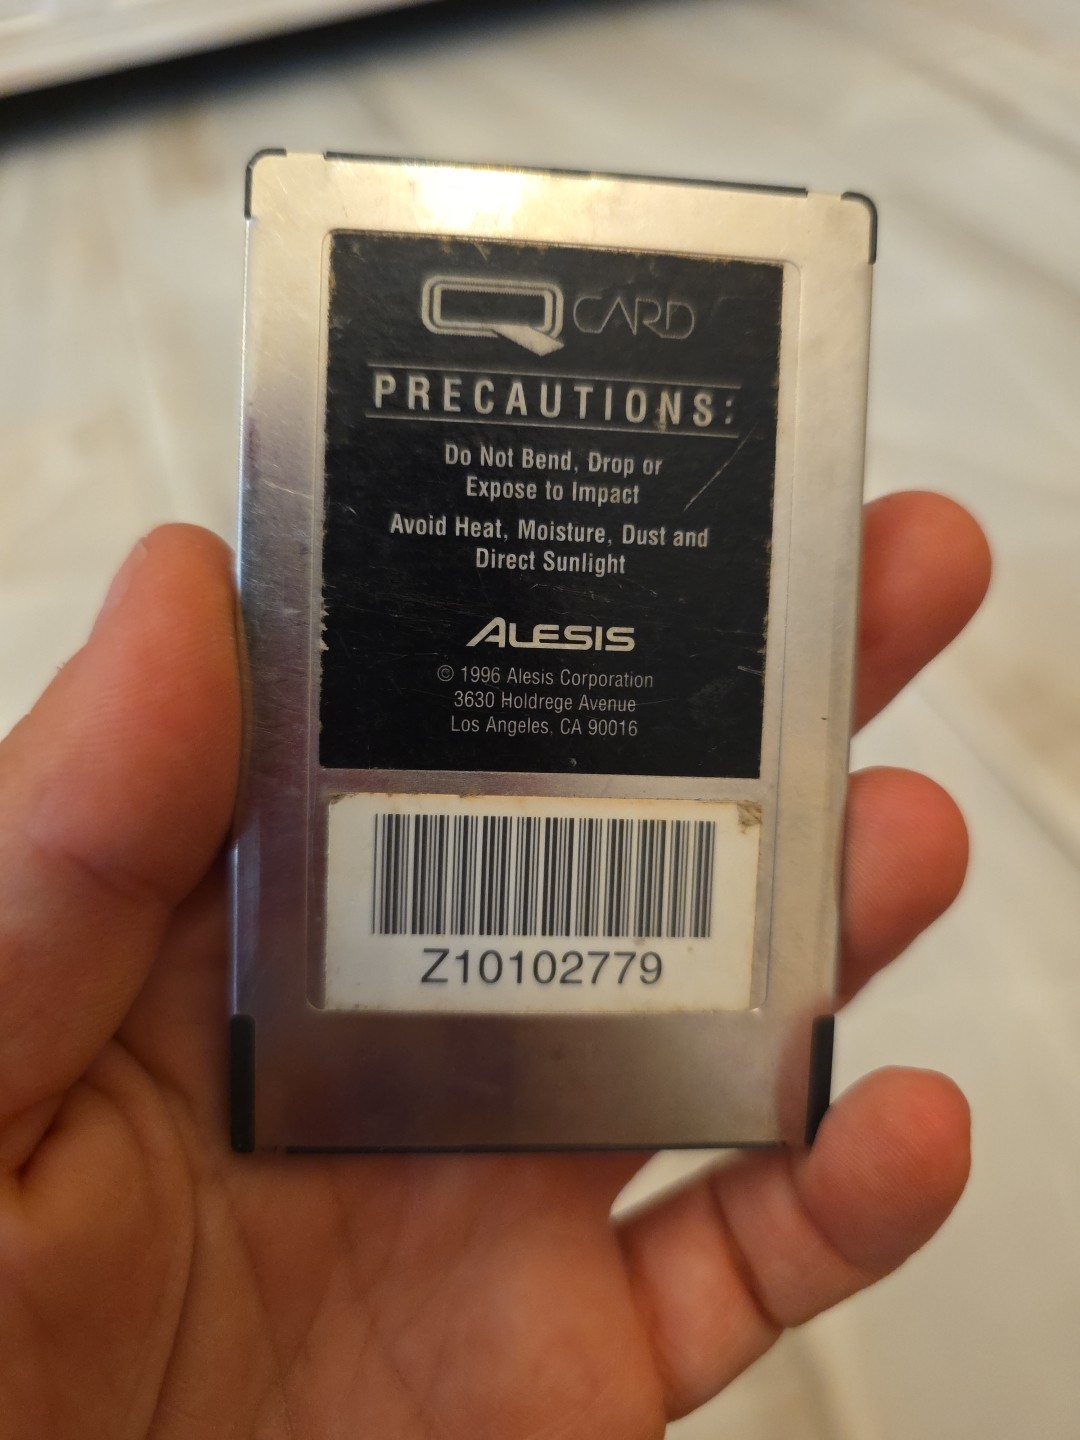 Q CARD
PRECAUTIONS:
Do Not Bend, Drop or
Expose to Impact
Avoid Heat, Moisture, Dust and
Direct Sunlight
ALESIS
© 1996 Alesis Corporation
3630 Holdrege Avenue
Los Angeles, CA 90016
Z10102779